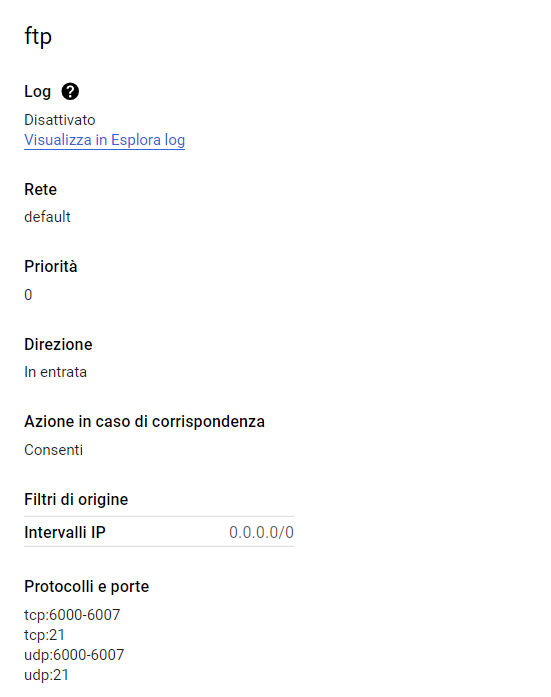 ftp
Log ?
Disattivato
Visualizza in Esplora log
Rete
default
Priorità
0
Direzione
In entrata
Azione in caso di corrispondenza
Consenti
Filtri di origine
Intervalli IP 0.0.0.0/0
Protocolli e porte
tcp:6000-6007
tcp:21
udp:6000-6007
udp:21